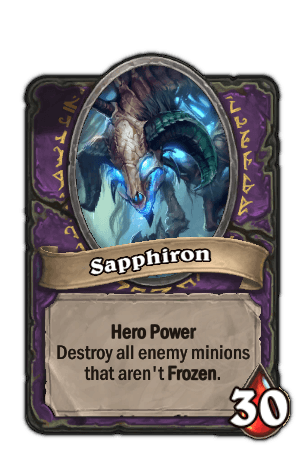 Sapphiron
Hero Power
Destroy all enemy minions
that aren't Frozen.
30